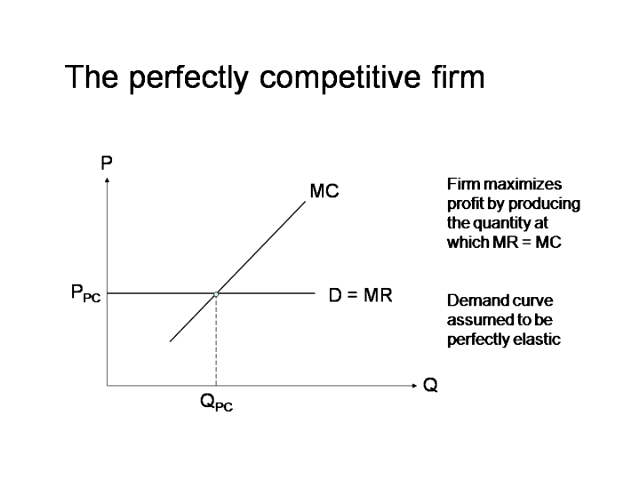 The perfectly competitive firm
P
MC
Firm maximizes
profit by producing
the quantity at
which MR = MC
PPC
D = MR
Demand curve
assumed to be
perfectly elastic
Q
QPC